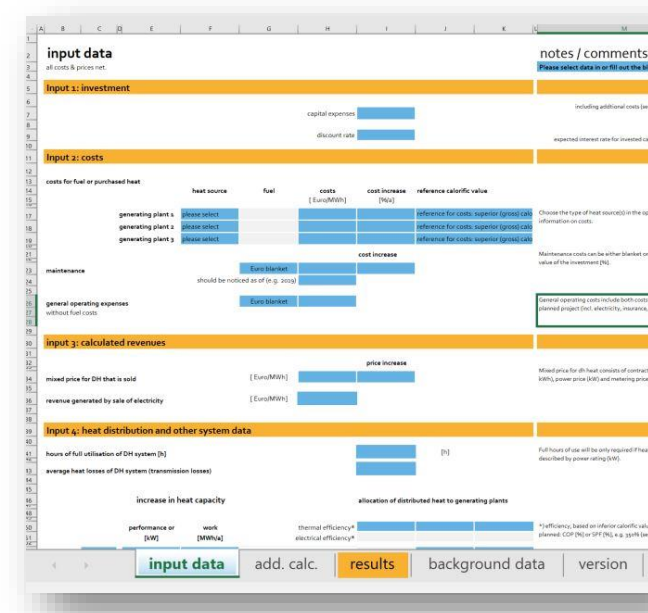 A B C D E F G H I J K L M
input data
notes / comments
all costs & prices net.
Please select data in or fill out the bl
Input 1: investment
capital expenses
including additional costs (se
discount rate
expected interest rate for invested ca
Input 2: costs
costs for fuel or purchased heat
heat source fuel costs cost increase reference calorific value
[ Euro/MWh] [%/a]
generating plant 1 please select reference for costs: superior (gross) calo
Choose the type of heat source(s) in the op
information on costs:
generating plant 2 please select reference for costs: superior (gross) calo
generating plant 3 please select reference for costs: superior (gross) calo
cost increase
Maintenance costs can be either blanket or
value of the investment [%].
maintenance Euro blanket
should be noticed as of (e.g. 2019)
general operating expenses Euro blanket
General operating costs include both costs
without fuel costs
planned project (incl. electricity, insurance,
input 3: calculated revenues
price increase
mixed price for DH that is sold [ Euro/MWh]
Mixed price for dh heat consists of contract
kWh), power price (kW) and metering price
revenue generated by sale of electricity [ Euro/MWh]
Input 4: heat distribution and other system data
hours of full utilisation of DH system [h] [h]
Full hours of use will be only required if hea
described by power rating (kW).
average heat losses of DH system (transmission losses)
increase in heat capacity allocation of distributed heat to generating plants
performance or work thermal efficiency*
*) efficiency, based on inferior calorific valu
[kW] [MWh/a] electrical efficiency*
planned: COP [%] or SPF [%], e.g. 350% (se
input data add. calc. results background data version